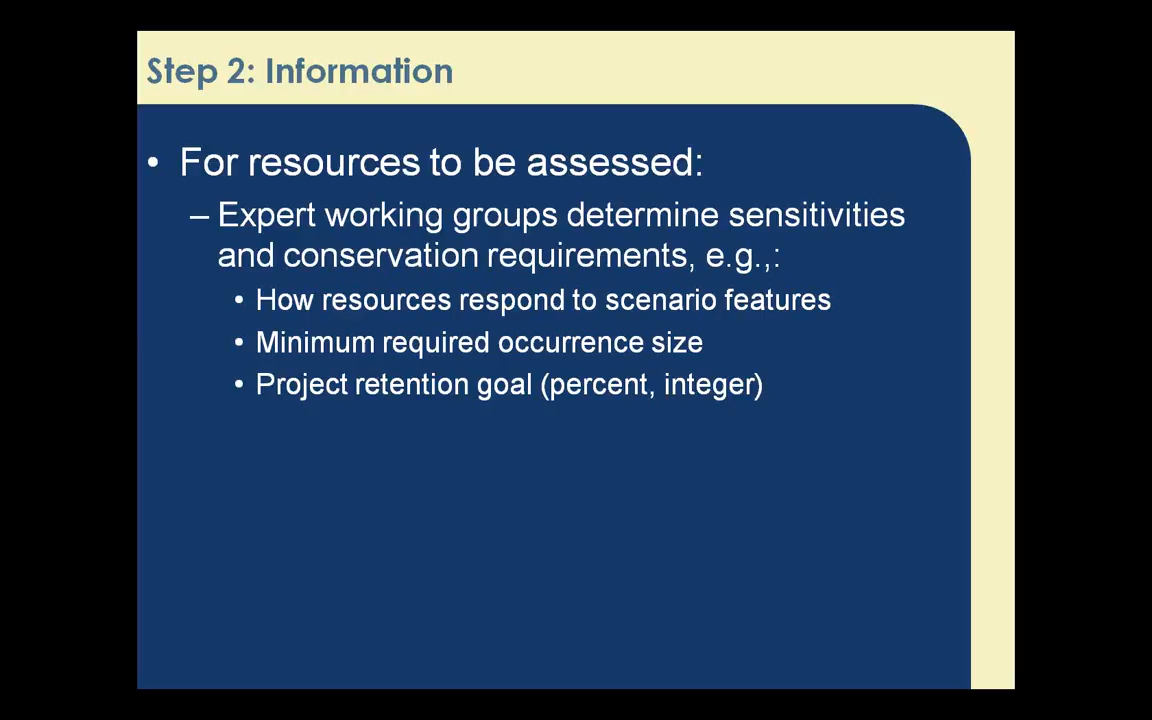 Step 2: Information
• For resources to be assessed:
– Expert working groups determine sensitivities
and conservation requirements, e.g.,:
• How resources respond to scenario features
• Minimum required occurrence size
• Project retention goal (percent, integer)